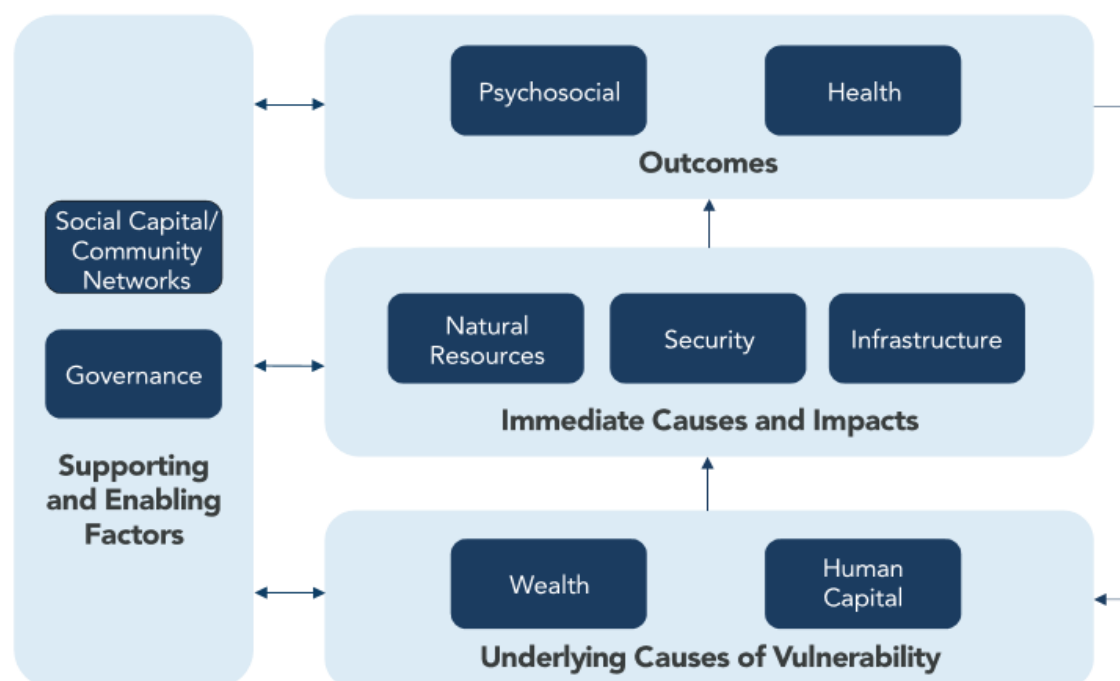 Social Capital/
Community
Networks
Governance
Supporting
and Enabling
Factors
Psychosocial
Health
Outcomes
Natural
Resources
Security
Infrastructure
Immediate Causes and Impacts
Wealth
Human
Capital
Underlying Causes of Vulnerability